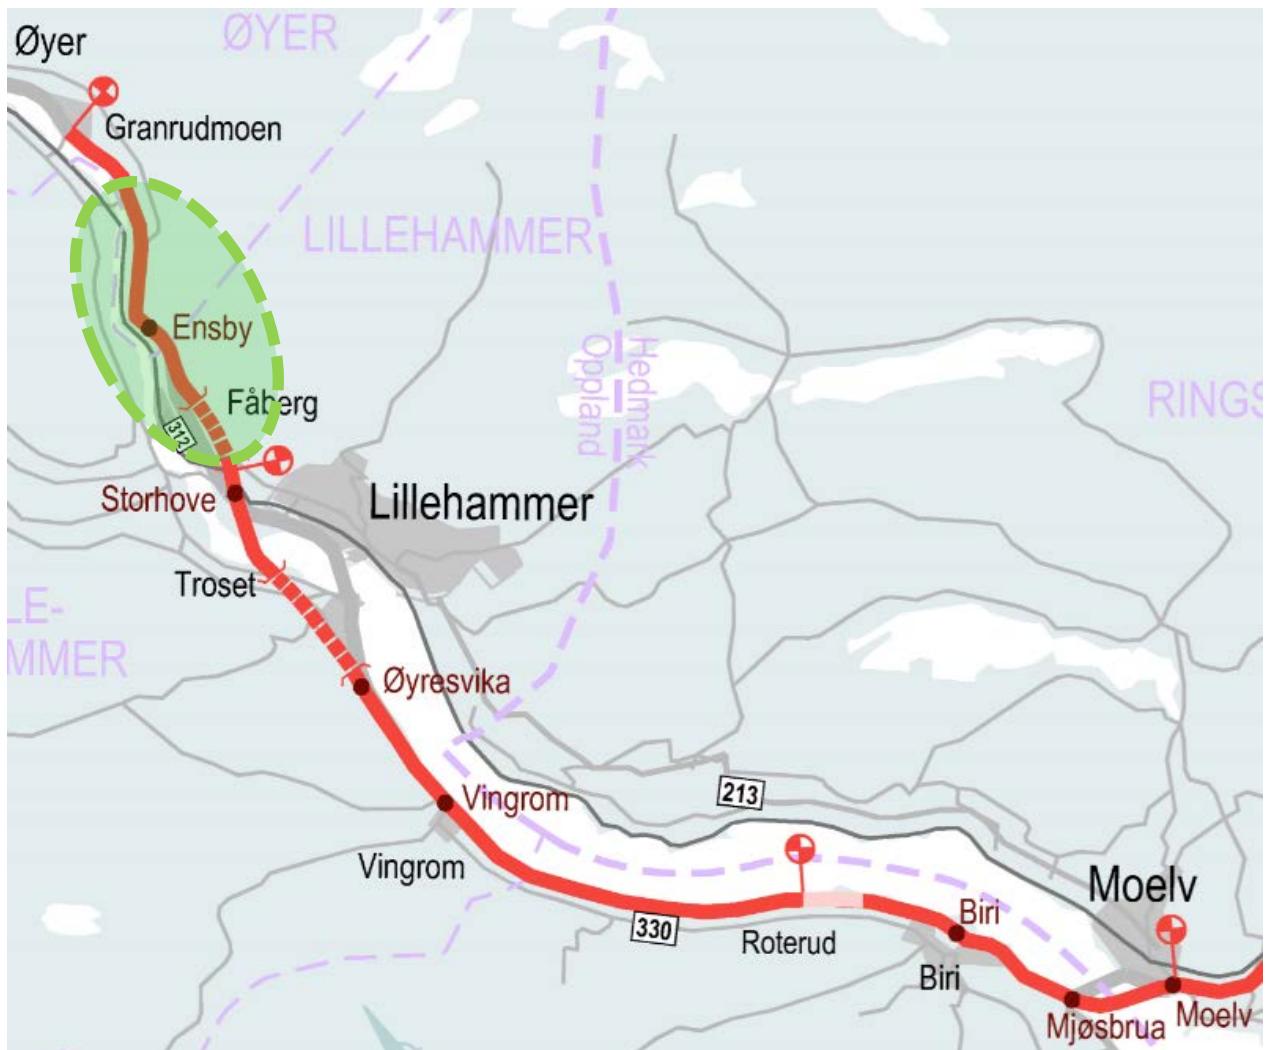 Øyer
ØYER
Granrudmoen
LILLEHAMMER
Ensby
Hedmark
Oppland
Fåberg
RINGS
312
Storhove
Lillehammer
Troset
LE-
MMER
Øyresvika
213
Vingrom
Vingrom
Moelv
330
Roterud
Biri
Biri
Mjøsbrua
Moelv